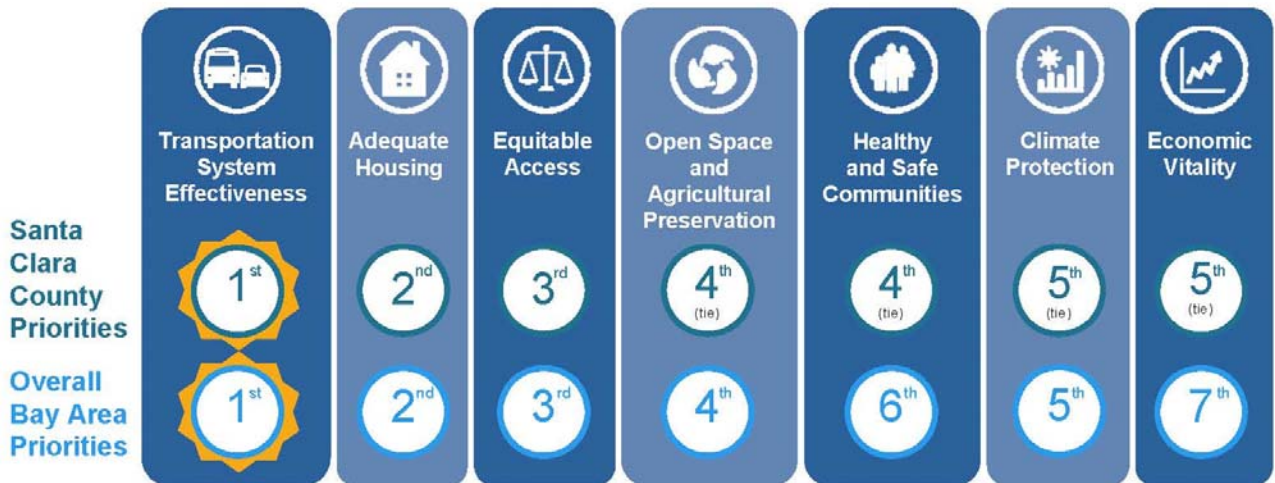 Transportation
System
Effectiveness
Adequate
Housing
Equitable
Access
Open Space
and
Agricultural
Preservation
Healthy
and Safe
Communities
Climate
Protection
Economic
Vitality
Santa
Clara
County
Priorities
1st
2nd
3rd
4th
(tie)
4th
(tie)
5th
(tie)
5th
(tie)
Overall
Bay Area
Priorities
1st
2nd
3rd
4th
6th
5th
7th